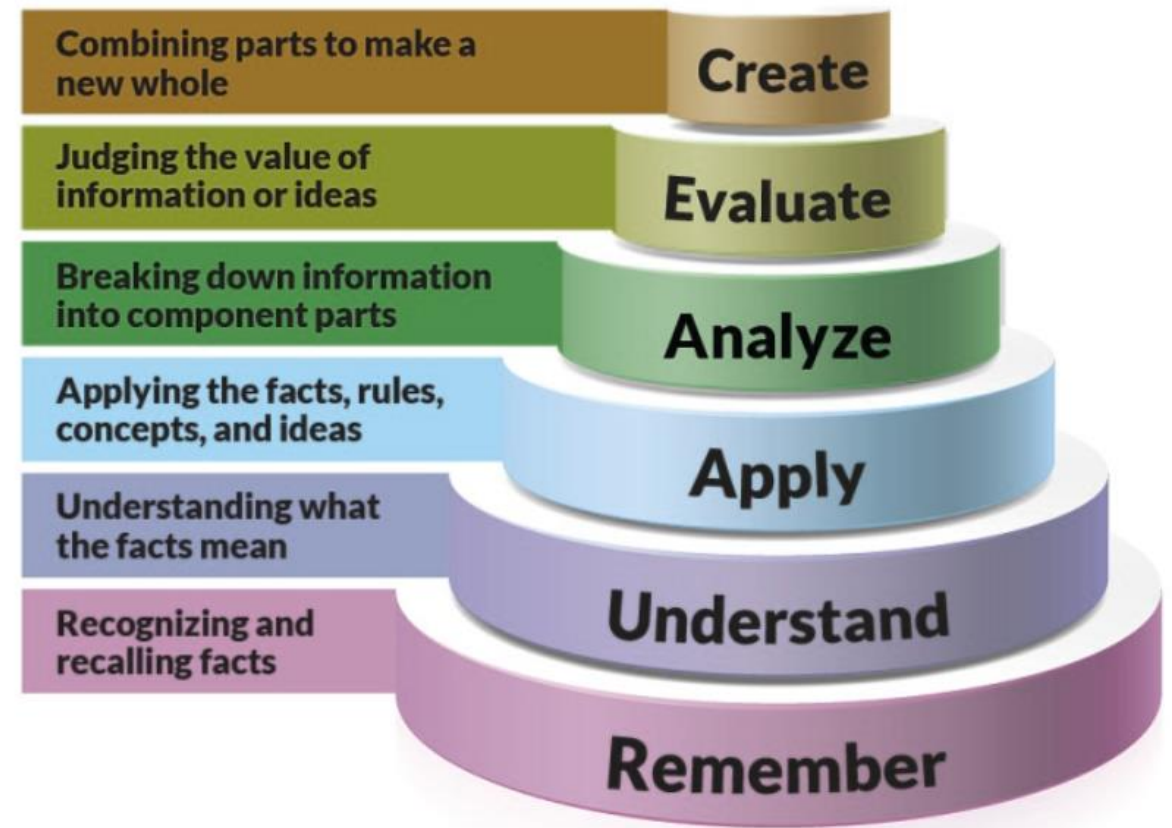 Combining parts to make a
new whole
Create
Judging the value of
information or ideas
Evaluate
Breaking down information
into component parts
Analyze
Applying the facts, rules,
concepts, and ideas
Apply
Understanding what
the facts mean
Understand
Recognizing and
recalling facts
Remember